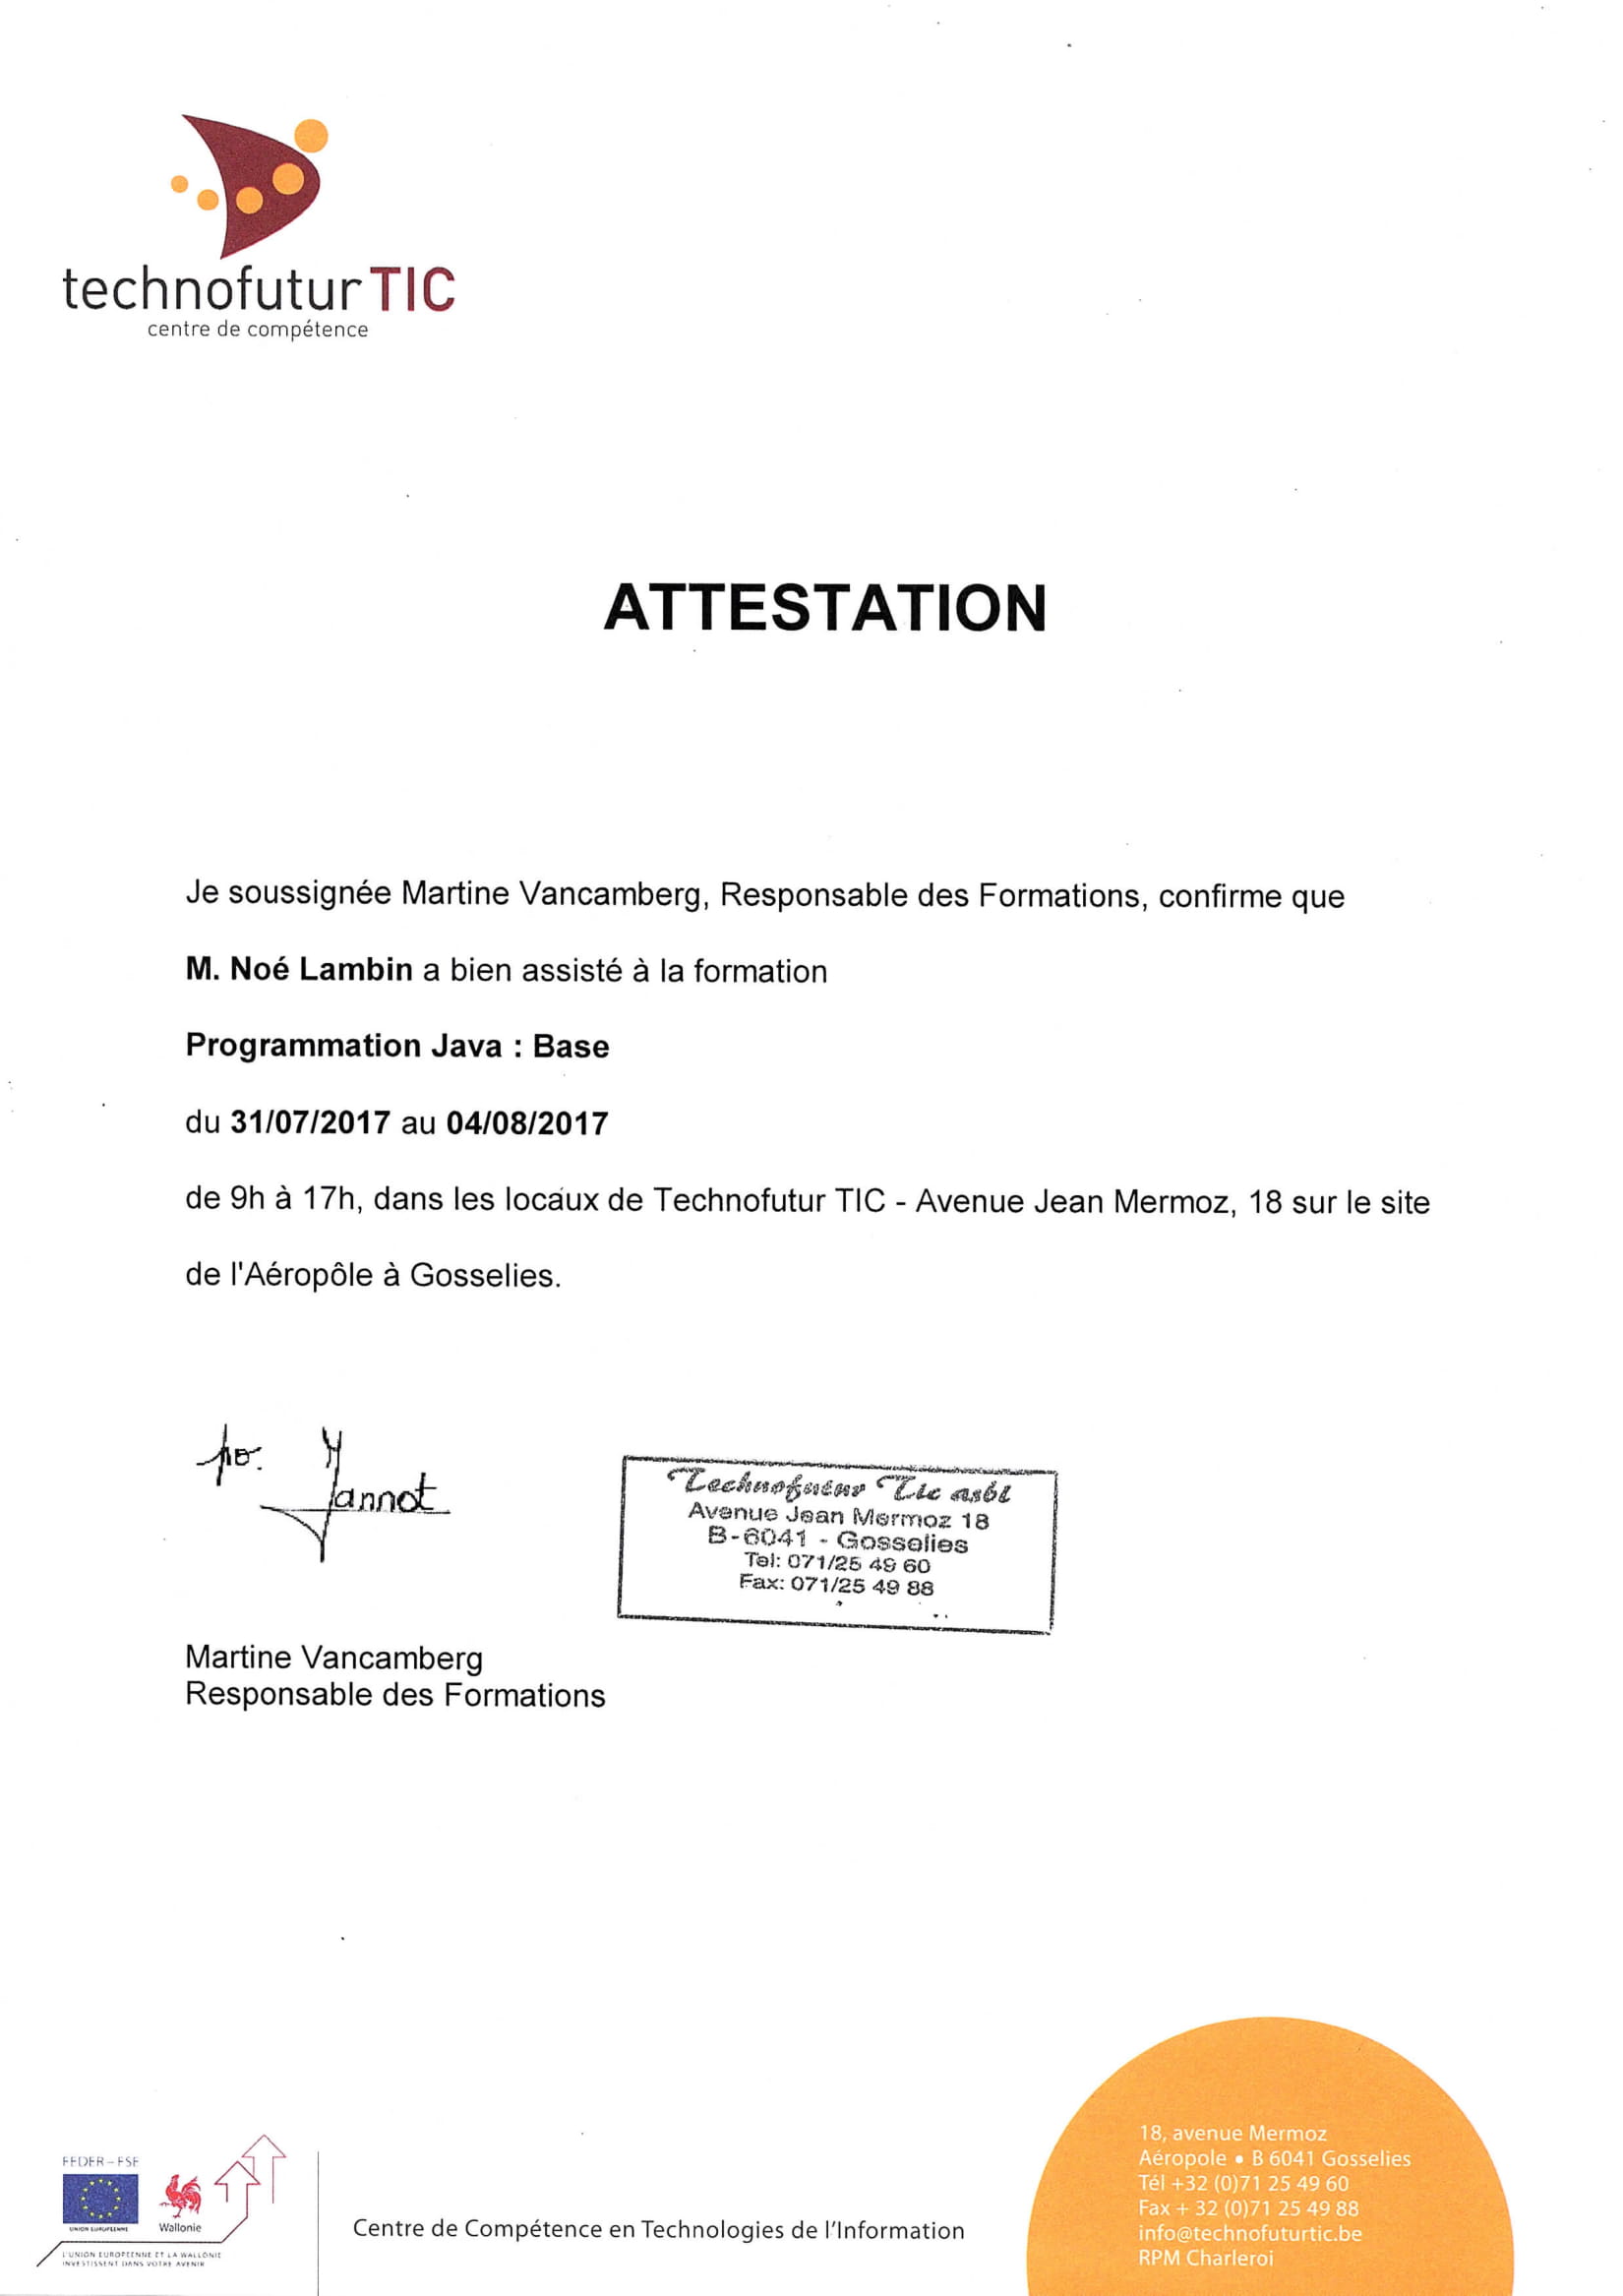 technofuturTIC
centre de compétence
ATTESTATION
Je soussignée Martine Vancamberg, Responsable des Formations, confirme que
M. Noé Lambin a bien assisté à la formation
Programmation Java : Base
du 31/07/2017 au 04/08/2017
de 9h à 17h, dans les locaux de Technofutur TIC - Avenue Jean Mermoz, 18 sur le site
de l'Aéropôle à Gosselies.
po. Jannot
Technofutur Tic asbl
Avenue Jean Mermoz 18
B-6041 - Gosselies
Tel: 071/25 49 60
Fax: 071/25 49 88
Martine Vancamberg
Responsable des Formations
FEDER – FSE
UNION EUROPEENNE
Wallonie
L'UNION EUROPÉENNE ET LA WALLONIE
INVESTISSENT DANS VOTRE AVENIR
Centre de Compétence en Technologies de l'Information
18, avenue Mermoz
Aéropole • B 6041 Gosselies
Tél +32 (0)71 25 49 60
Fax + 32 (0)71 25 49 88
info@technofuturtic.be
RPM Charleroi